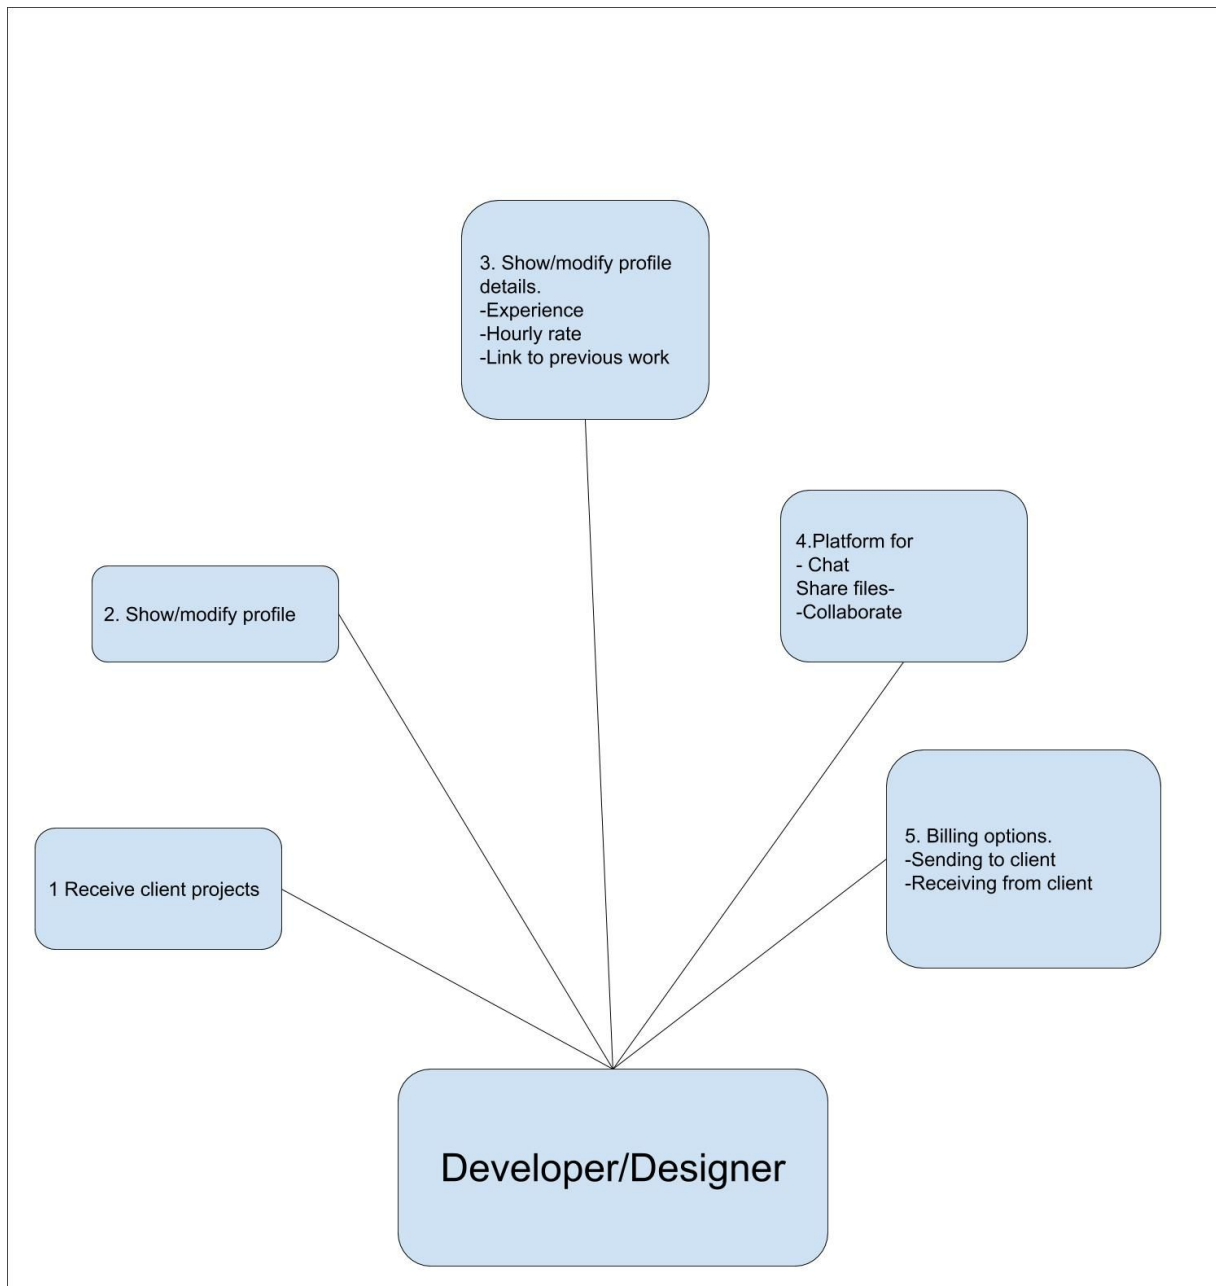 3. Show/modify profile
details.
-Experience
-Hourly rate
-Link to previous work
4.Platform for
- Chat
Share files-
-Collaborate
2. Show/modify profile
5. Billing options.
-Sending to client
-Receiving from client
1 Receive client projects
Developer/Designer